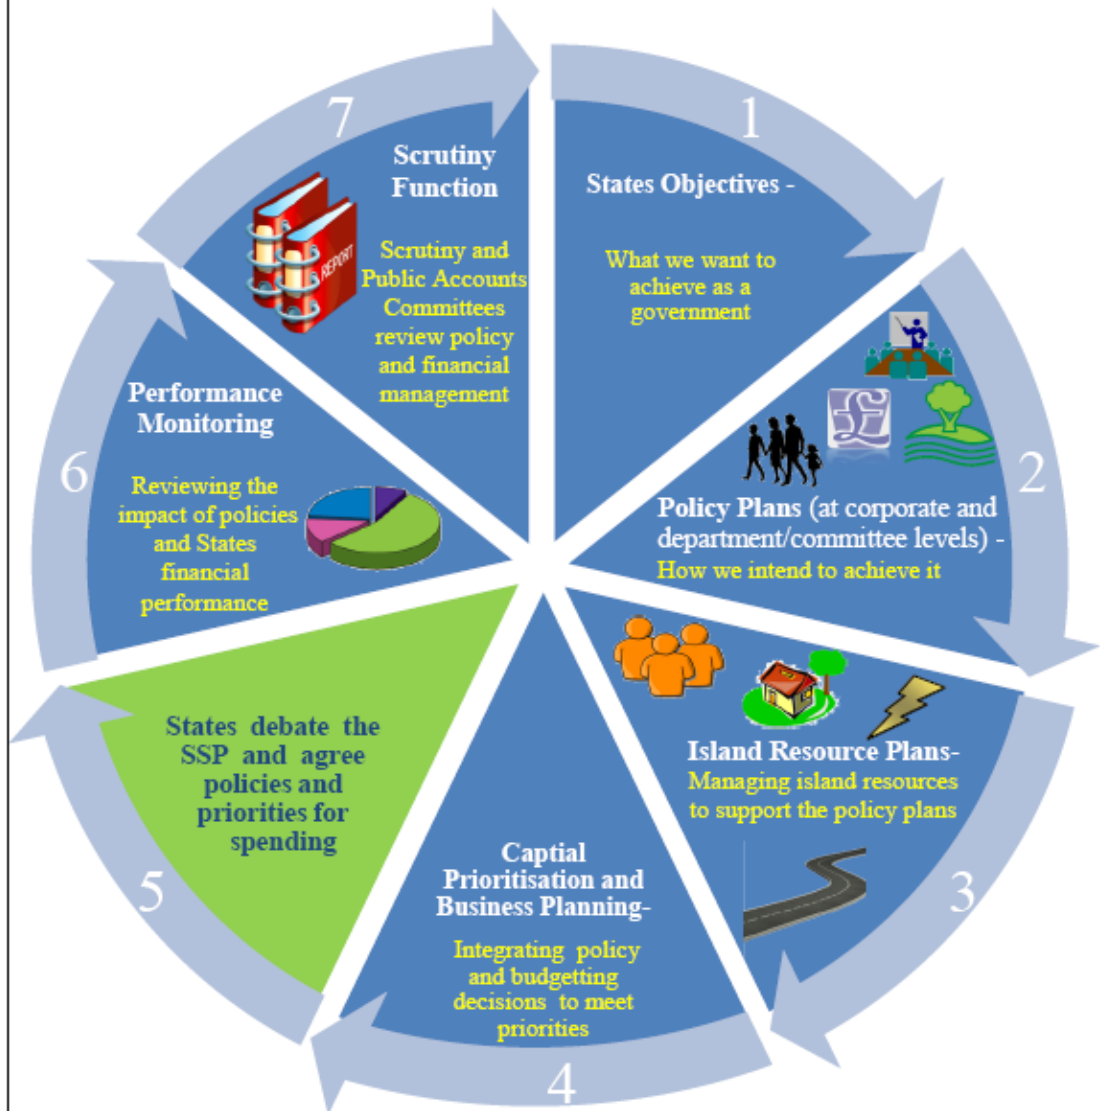 1
States Objectives -
What we want to
achieve as a
government
2
Policy Plans (at corporate and
department/committee levels) -
How we intend to achieve it
3
Island Resource Plans-
Managing island resources
to support the policy plans
4
Captial
Prioritisation and
Business Planning-
Integrating policy
and budgetting
decisions to meet
priorities
5
States debate the
SSP and agree
policies and
priorities for
spending
6
Performance
Monitoring
Reviewing the
impact of policies
and States
financial
performance
7
Scrutiny
Function
REPORT
Scrutiny and
Public Accounts
Committees
review policy
and financial
management
£